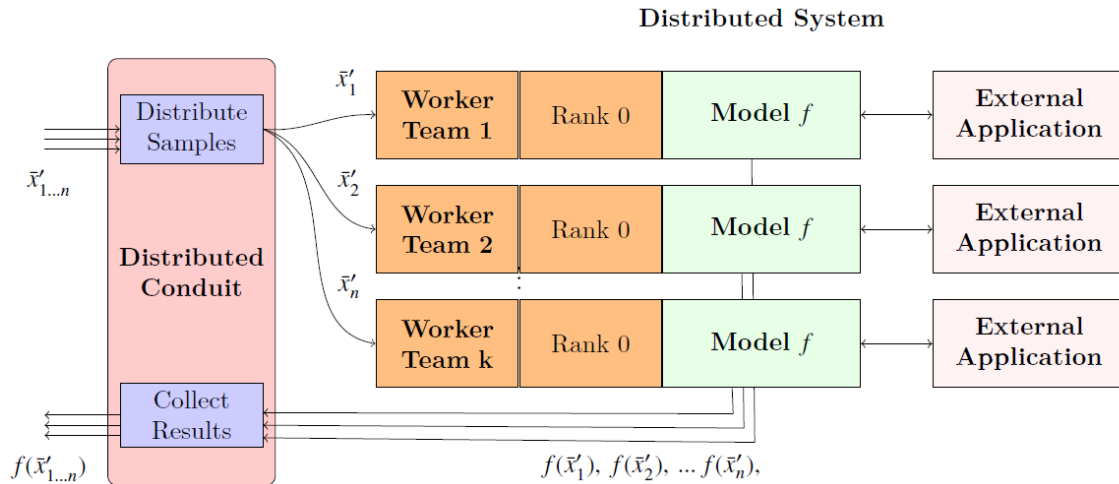 Distributed System
x̄′₁
Distribute
Samples
x̄′₁...ₙ
Worker
Team 1
Rank 0
Model f
External
Application
x̄′₂
Worker
Team 2
Rank 0
Model f
External
Application
Distributed
Conduit
⋮
x̄′ₙ
Worker
Team k
Rank 0
Model f
External
Application
Collect
Results
f(x̄′₁...ₙ)
f(x̄′₁), f(x̄′₂), ... f(x̄′ₙ),